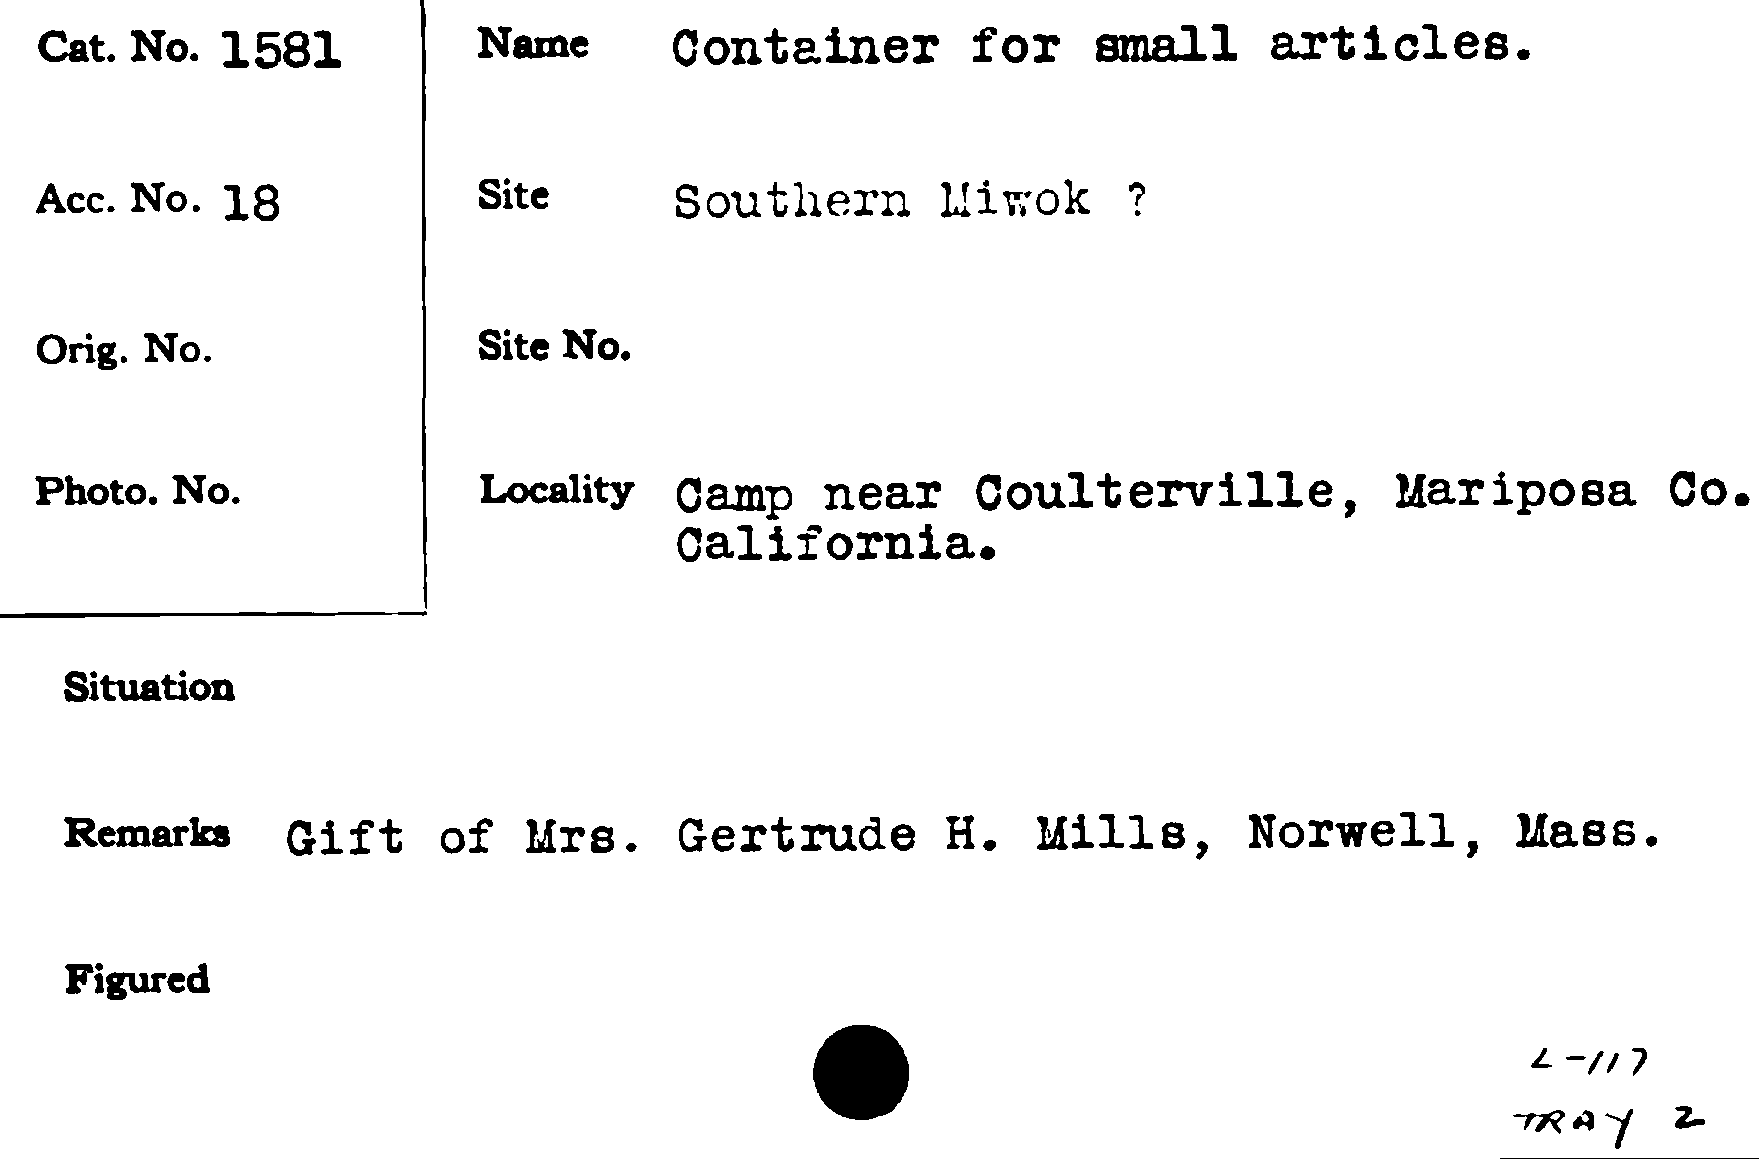 Cat. No. 1581
Name Container for small articles.
Acc. No. 18
Site Southern Miwok ?
Orig. No.
Site No.
Photo. No.
Locality Camp near Coulterville, Mariposa Co.
California.
Situation
Remarks Gift of Mrs. Gertrude H. Mills, Norwell, Mass.
Figured
L-117
TRAY 2